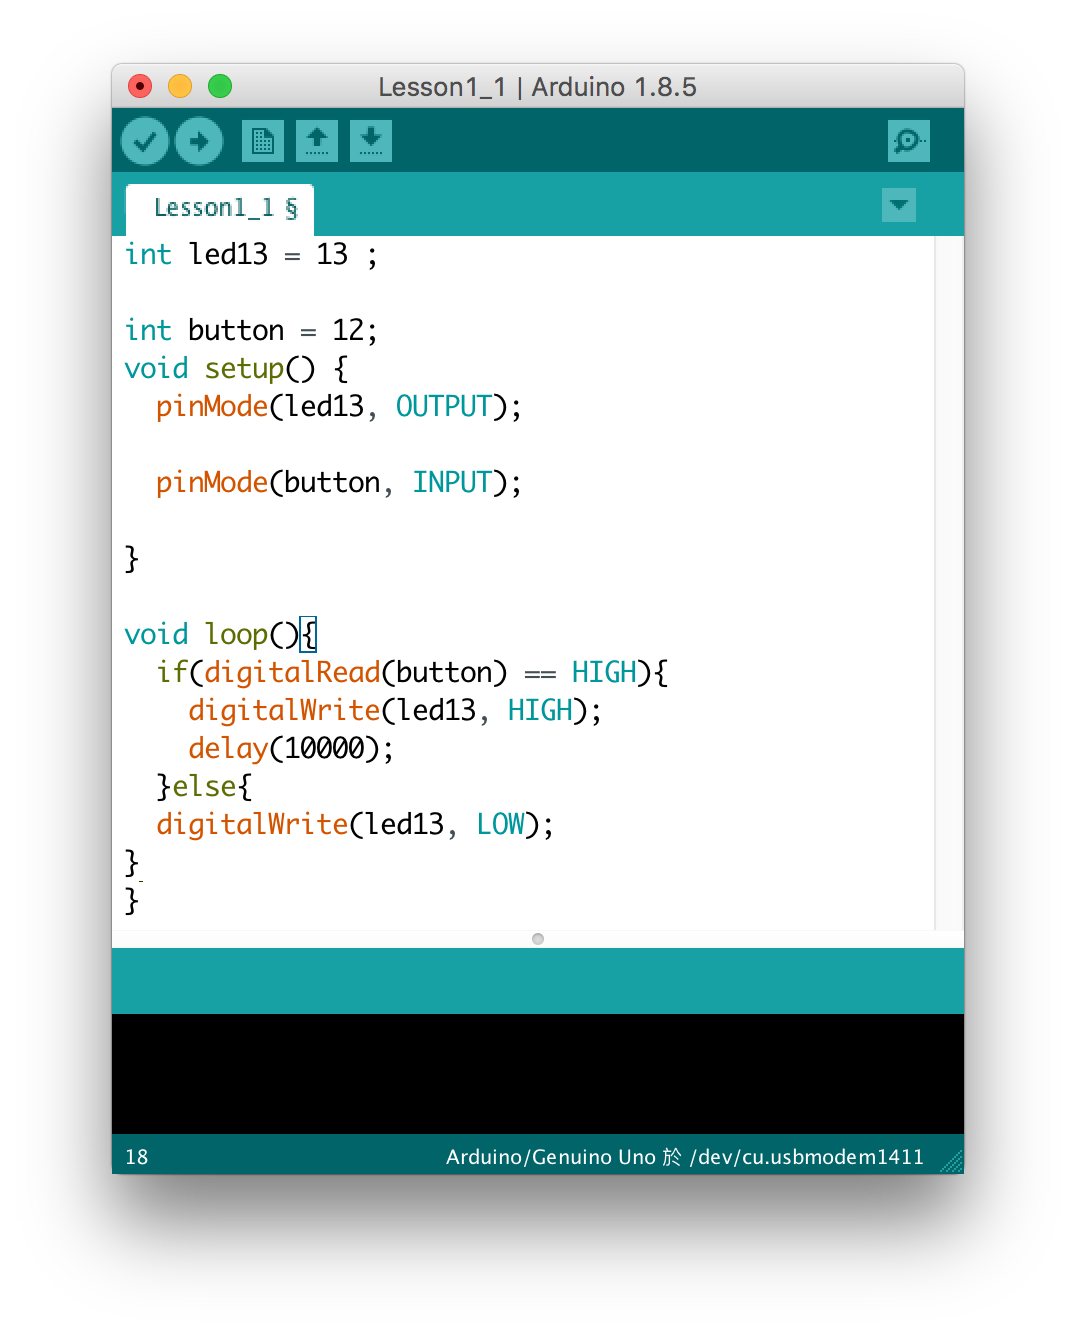 Lesson1_1 | Arduino 1.8.5
Lesson1_1 §
int led13 = 13 ;
int button = 12;
void setup() {
  pinMode(led13, OUTPUT);
  pinMode(button, INPUT);
}
void loop(){
  if(digitalRead(button) == HIGH){
    digitalWrite(led13, HIGH);
    delay(10000);
  }else{
  digitalWrite(led13, LOW);
}
}
18
Arduino/Genuino Uno 於 /dev/cu.usbmodem1411